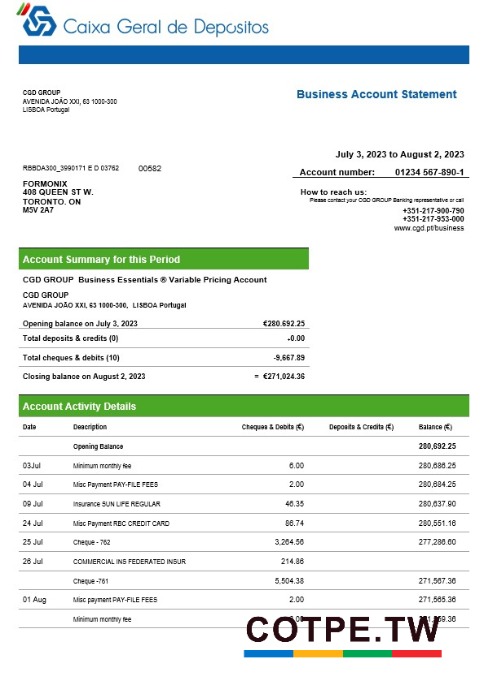 Caixa Geral de Depositos
CGD GROUP
AVENIDA JOÃO XXI, 63 1000-300
LISBOA Portugal
Business Account Statement
July 3, 2023 to August 2, 2023
RBBDA300_3990171 E D 03762 00582
Account number: 01234 567-890-1
FORMONIX
408 QUEEN ST W.
TORONTO. ON
M5V 2A7
How to reach us:
Please contact your CGD GROUP Banking representative or call
+351-217-900-790
+351-217-953-000
www.cgd.pt/business
Account Summary for this Period
CGD GROUP Business Essentials ® Variable Pricing Account
CGD GROUP
AVENIDA JOÃO XXI, 63 1000-300, LISBOA Portugal
Opening balance on July 3, 2023 €280.692.25
Total deposits & credits (0) -0.00
Total cheques & debits (10) -9,667.89
Closing balance on August 2, 2023 = €271,024.36
Account Activity Details
Date Description Cheques & Debits (€) Deposits & Credits (€) Balance (€)
Opening Balance 280,692.25
03Jul Minimum monthly fee 6.00 280,686.25
04 Jul Misc Payment PAY-FILE FEES 2.00 280,684.25
09 Jul Insurance SUN LIFE REGULAR 46.35 280,637.90
24 Jul Misc Payment RBC CREDIT CARD 86.74 280,551.16
25 Jul Cheque - 762 3,264.56 277,286.60
26 Jul COMMERCIAL INS FEDERATED INSUR 214.86
Cheque -761 5,504.38 271,567.36
01 Aug Misc payment PAY-FILE FEES 2.00 271,565.36
Minimum monthly fee
COTPE.TW